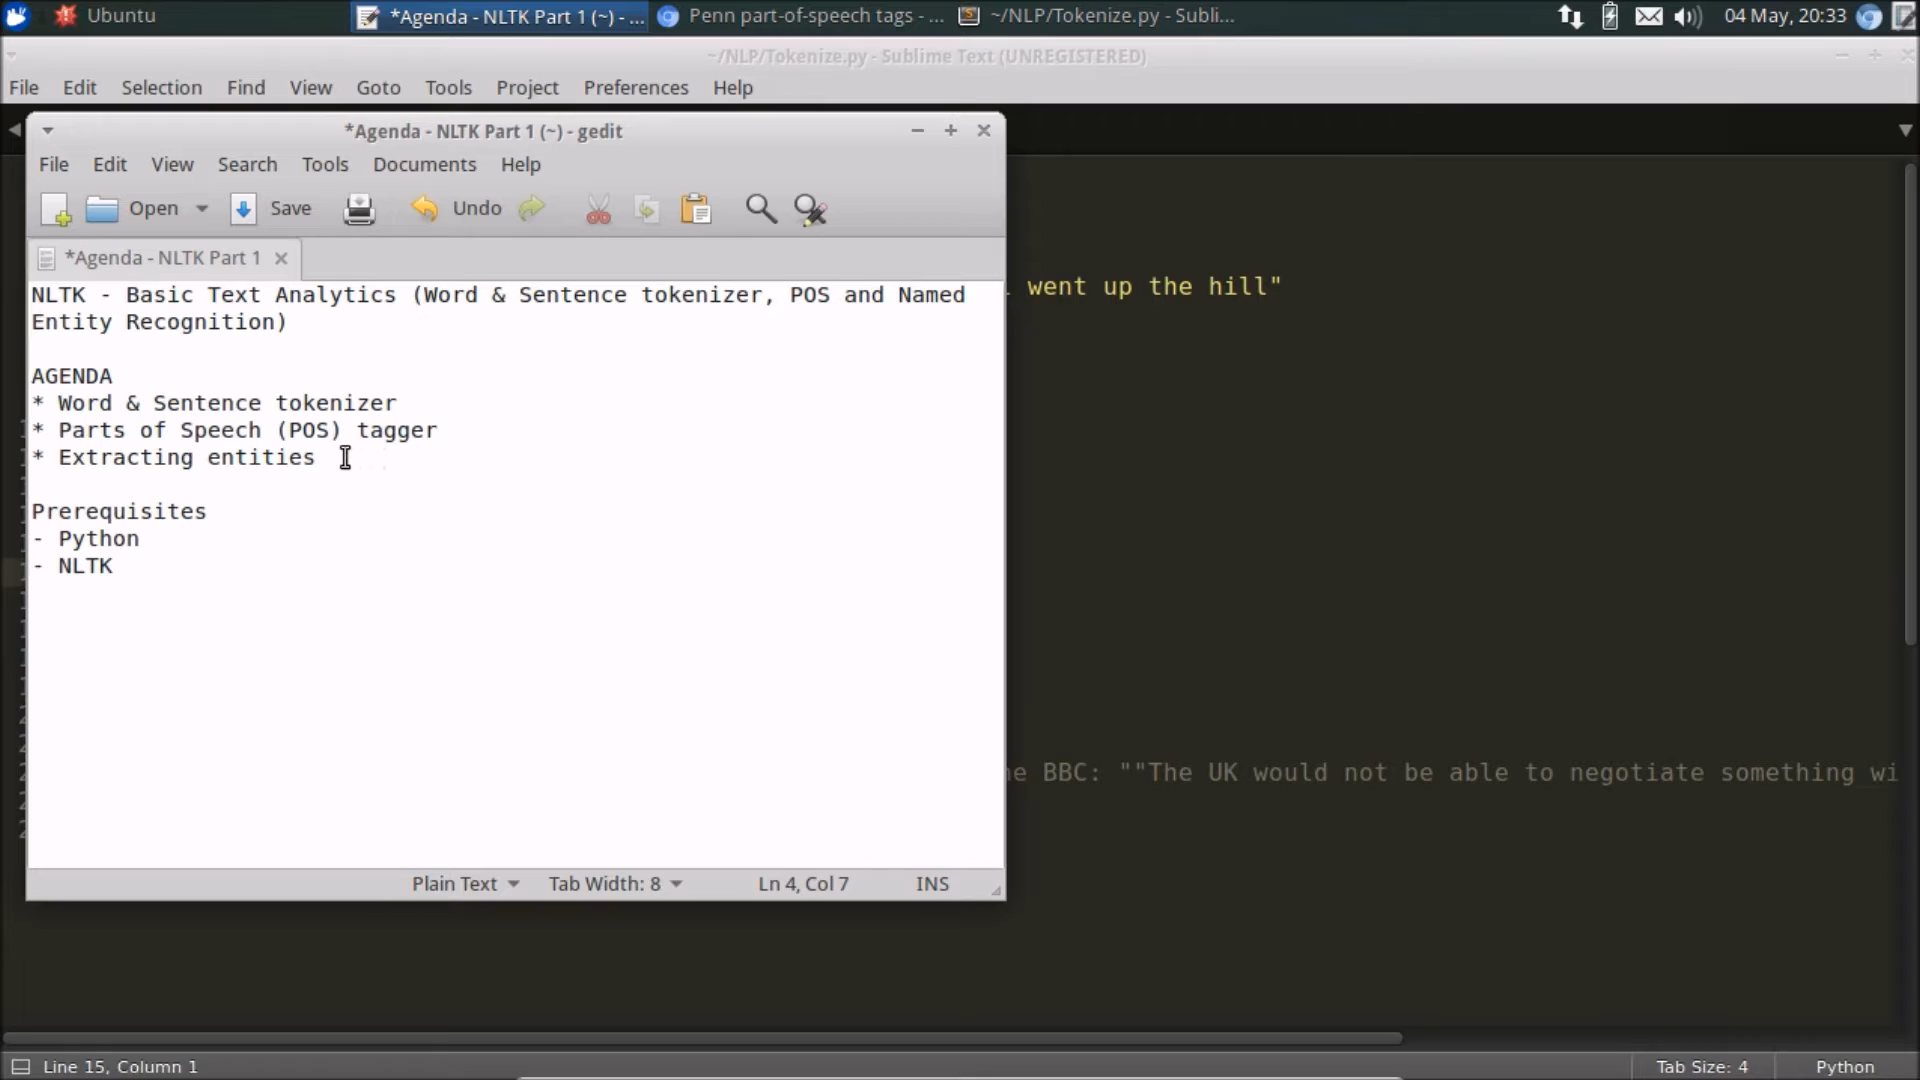 Ubuntu
*Agenda - NLTK Part 1 (~) - ...
Penn part-of-speech tags - ...
~/NLP/Tokenize.py - Subli...
04 May, 20:33
~/NLP/Tokenize.py - Sublime Text (UNREGISTERED)
File Edit Selection Find View Goto Tools Project Preferences Help
*Agenda - NLTK Part 1 (~) - gedit
File Edit View Search Tools Documents Help
Open Save Undo
*Agenda - NLTK Part 1
NLTK - Basic Text Analytics (Word & Sentence tokenizer, POS and Named
Entity Recognition)
AGENDA
* Word & Sentence tokenizer
* Parts of Speech (POS) tagger
* Extracting entities
Prerequisites
- Python
- NLTK
Plain Text Tab Width: 8 Ln 4, Col 7 INS
went up the hill"
BBC: ""The UK would not be able to negotiate something wi
Line 15, Column 1
Tab Size: 4
Python